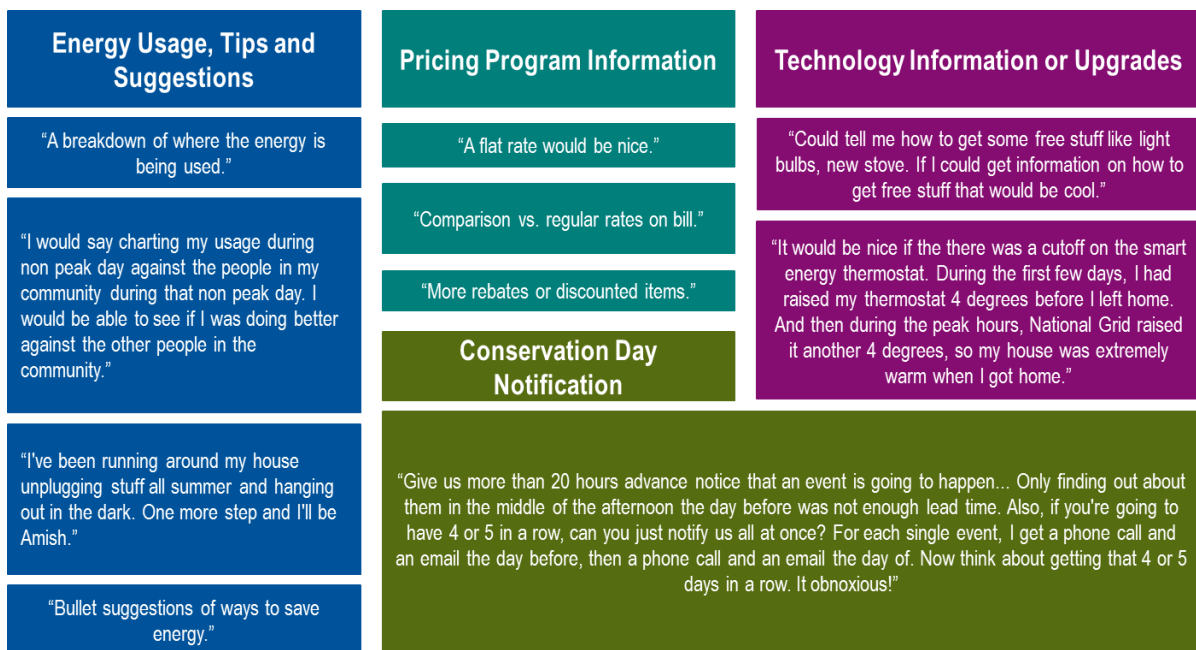 Energy Usage, Tips and
Suggestions
“A breakdown of where the energy is
being used.”
“I would say charting my usage during
non peak day against the people in my
community during that non peak day. I
would be able to see if I was doing better
against the other people in the
community.”
“I've been running around my house
unplugging stuff all summer and hanging
out in the dark. One more step and I'll be
Amish.”
“Bullet suggestions of ways to save
energy.”
Pricing Program Information
“A flat rate would be nice.”
“Comparison vs. regular rates on bill.”
“More rebates or discounted items.”
Technology Information or Upgrades
“Could tell me how to get some free stuff like light
bulbs, new stove. If I could get information on how to
get free stuff that would be cool.”
“It would be nice if the there was a cutoff on the smart
energy thermostat. During the first few days, I had
raised my thermostat 4 degrees before I left home.
And then during the peak hours, National Grid raised
it another 4 degrees, so my house was extremely
warm when I got home.”
Conservation Day
Notification
“Give us more than 20 hours advance notice that an event is going to happen... Only finding out about
them in the middle of the afternoon the day before was not enough lead time. Also, if you're going to
have 4 or 5 in a row, can you just notify us all at once? For each single event, I get a phone call and
an email the day before, then a phone call and an email the day of. Now think about getting that 4 or 5
days in a row. It obnoxious!”